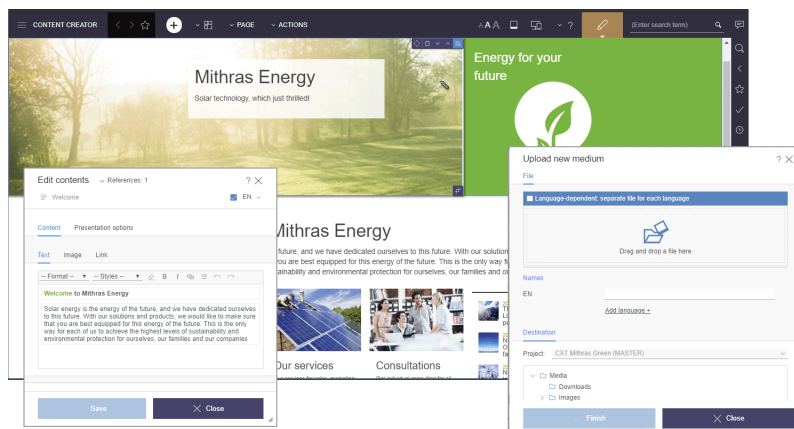 CONTENT CREATOR
PAGE
ACTIONS
A A A
?
(Enter search term)
Mithras Energy
Solar technology, which just thrilled!
Energy for your
future
Edit contents
References: 1
?
Welcome
EN
Content
Presentation options
Text
Image
Link
-- Format --
-- Styles --
B
I
Welcome to Mithras Energy
Solar energy is the energy of the future, and we have dedicated ourselves
to this future. With our solutions and products, we would like to make sure
that you are best equipped for this energy of the future. This is the only
way for each of us to achieve the highest levels of sustainability and
environmental protection for ourselves, our families and our companies
Save
Close
Mithras Energy
future, and we have dedicated ourselves to this future. With our solution
you are best equipped for this energy of the future. This is the only way f
ainability and environmental protection for ourselves, our families and o
Our services
Consultations
Upload new medium
?
File
Language-dependent: separate file for each language
Drag and drop a file here
Names
EN
Add language +
Destination
Project:
CXT Mithras Green (MASTER)
Media
Downloads
Images
Finish
Close